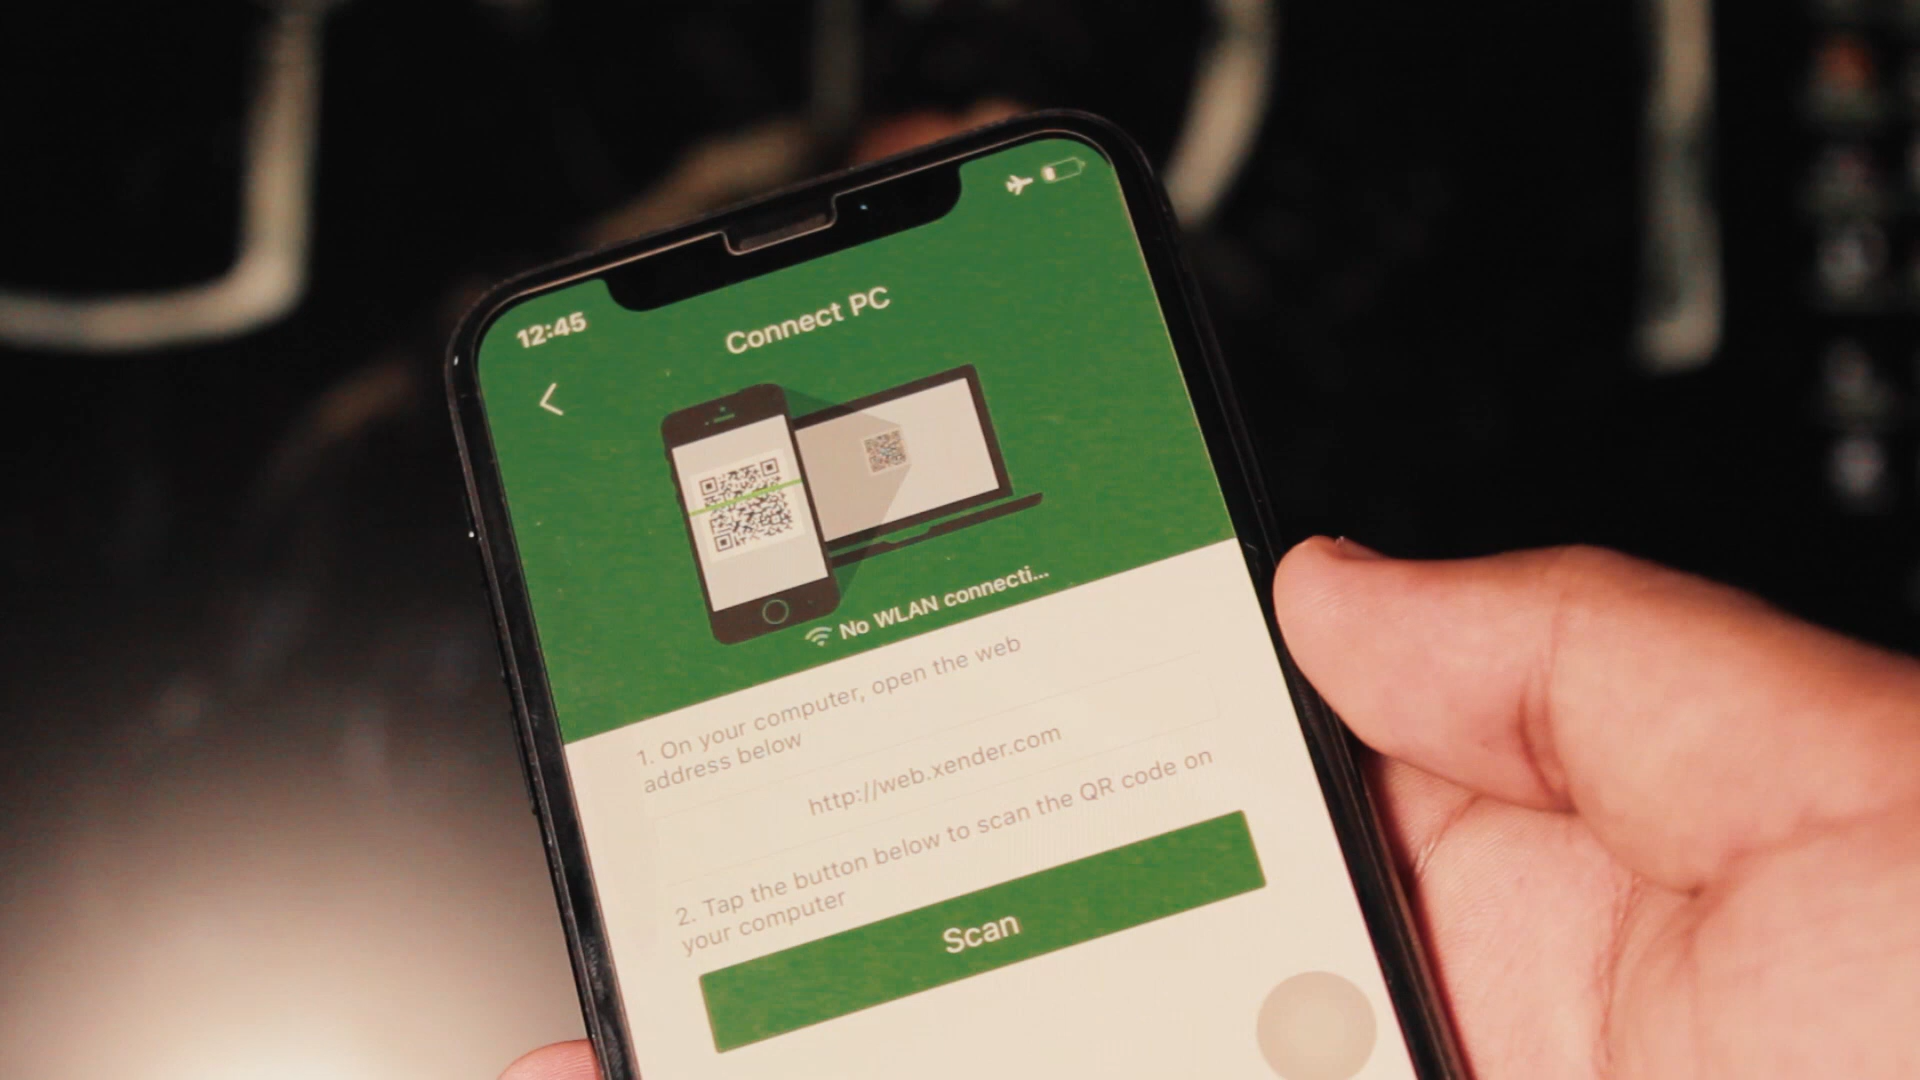 12:45
Connect PC
No WLAN connecti...
1. On your computer, open the web
address below
http://web.xender.com
2. Tap the button below to scan the QR code on
your computer
Scan